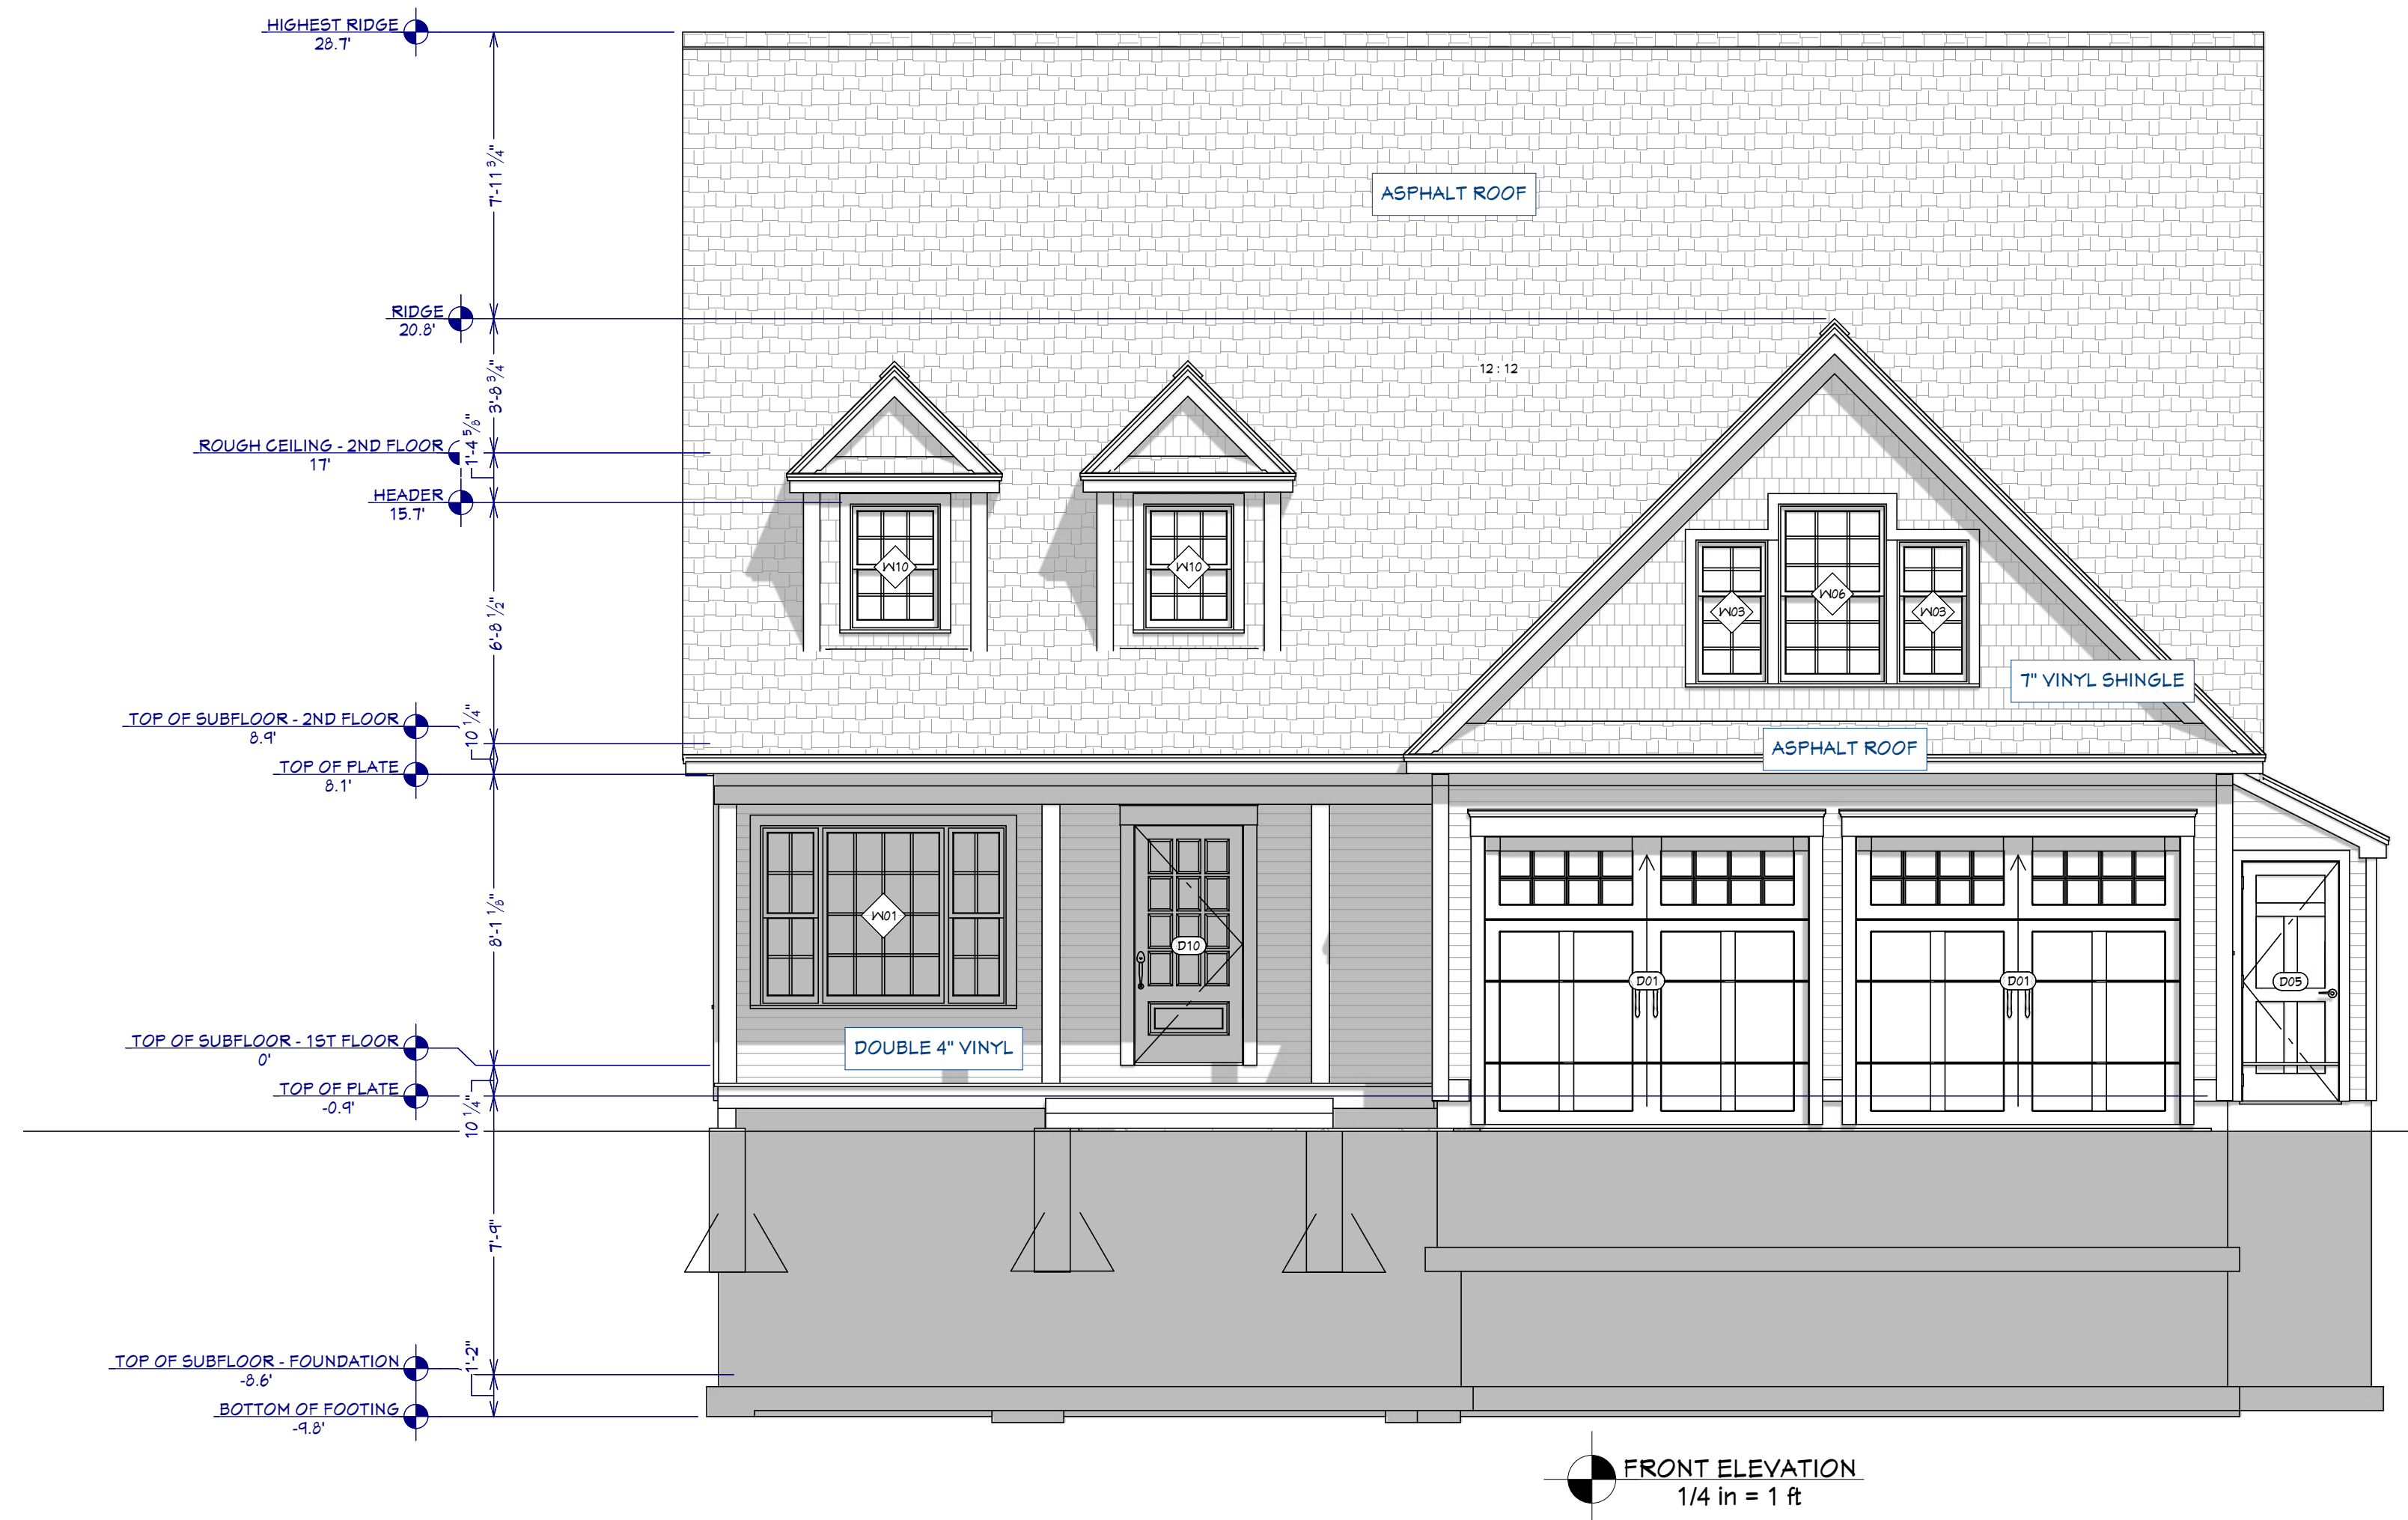 HIGHEST RIDGE
28.7'
7'-11 3/4"
ASPHALT ROOF
RIDGE
20.8'
12 : 12
3'-8 3/4"
ROUGH CEILING - 2ND FLOOR
17'
1'-4 5/8"
HEADER
15.7'
W10
W10
W03
W06
W03
6'-8 1/2"
7" VINYL SHINGLE
TOP OF SUBFLOOR - 2ND FLOOR
8.9'
10 1/4"
ASPHALT ROOF
TOP OF PLATE
8.1'
8'-1 1/8"
W01
D10
D01
D01
D05
TOP OF SUBFLOOR - 1ST FLOOR
0'
DOUBLE 4" VINYL
TOP OF PLATE
-0.9'
10 1/4"
7'-9"
TOP OF SUBFLOOR - FOUNDATION
-8.6'
1'-2"
BOTTOM OF FOOTING
-9.8'
FRONT ELEVATION
1/4 in = 1 ft